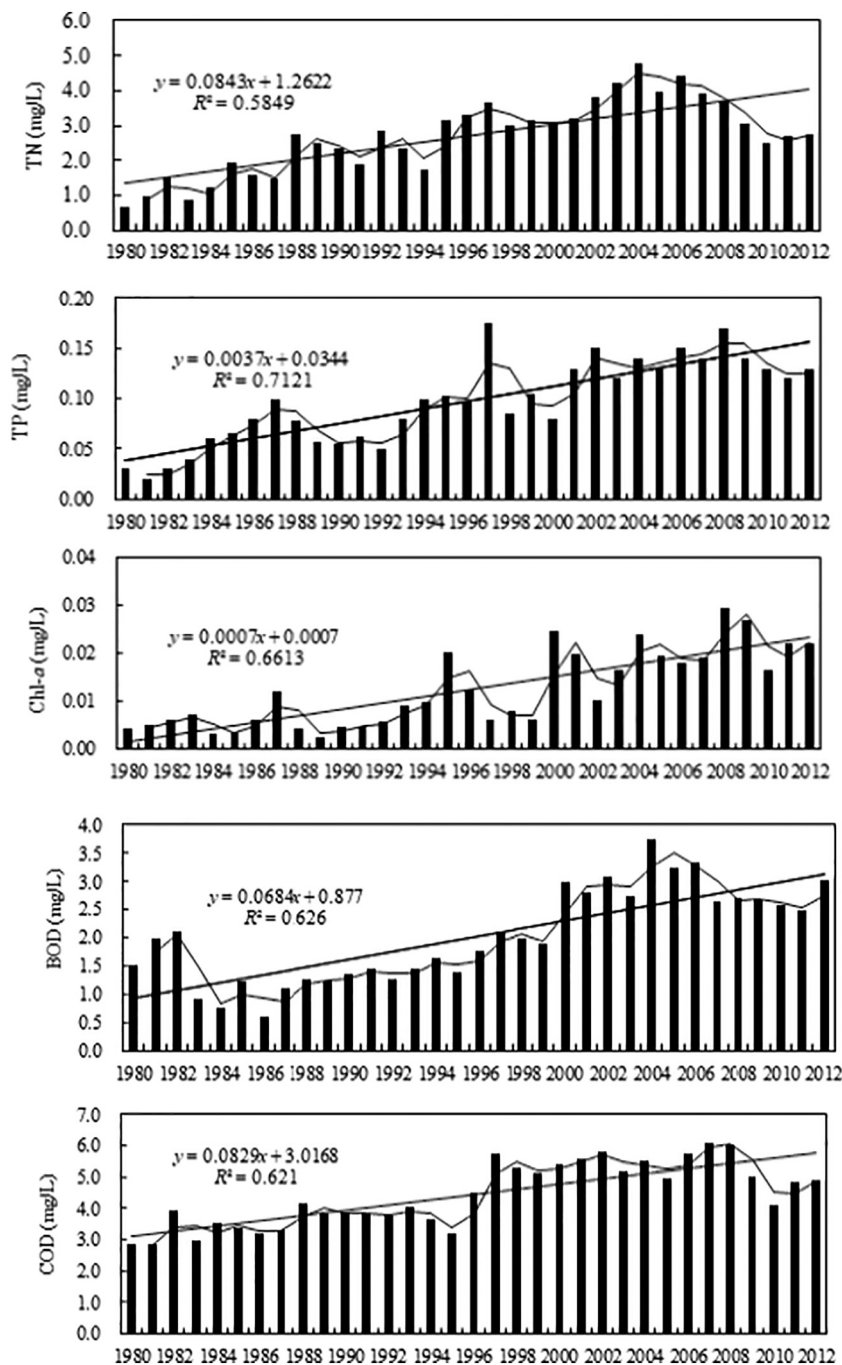 6.0
5.0
4.0
3.0
2.0
1.0
0.0
TN (mg/L)
y = 0.0843x + 1.2622
R² = 0.5849
1980 1982 1984 1986 1988 1990 1992 1994 1996 1998 2000 2002 2004 2006 2008 2010 2012
0.20
0.15
0.10
0.05
0.00
TP (mg/L)
y = 0.0037x + 0.0344
R² = 0.7121
1980 1982 1984 1986 1988 1990 1992 1994 1996 1998 2000 2002 2004 2006 2008 2010 2012
0.04
0.03
0.02
0.01
0.00
Chl-a (mg/L)
y = 0.0007x + 0.0007
R² = 0.6613
1980 1982 1984 1986 1988 1990 1992 1994 1996 1998 2000 2002 2004 2006 2008 2010 2012
4.0
3.5
3.0
2.5
2.0
1.5
1.0
0.5
0.0
BOD (mg/L)
y = 0.0684x + 0.877
R² = 0.626
1980 1982 1984 1986 1988 1990 1992 1994 1996 1998 2000 2002 2004 2006 2008 2010 2012
7.0
6.0
5.0
4.0
3.0
2.0
1.0
0.0
COD (mg/L)
y = 0.0829x + 3.0168
R² = 0.621
1980 1982 1984 1986 1988 1990 1992 1994 1996 1998 2000 2002 2004 2006 2008 2010 2012